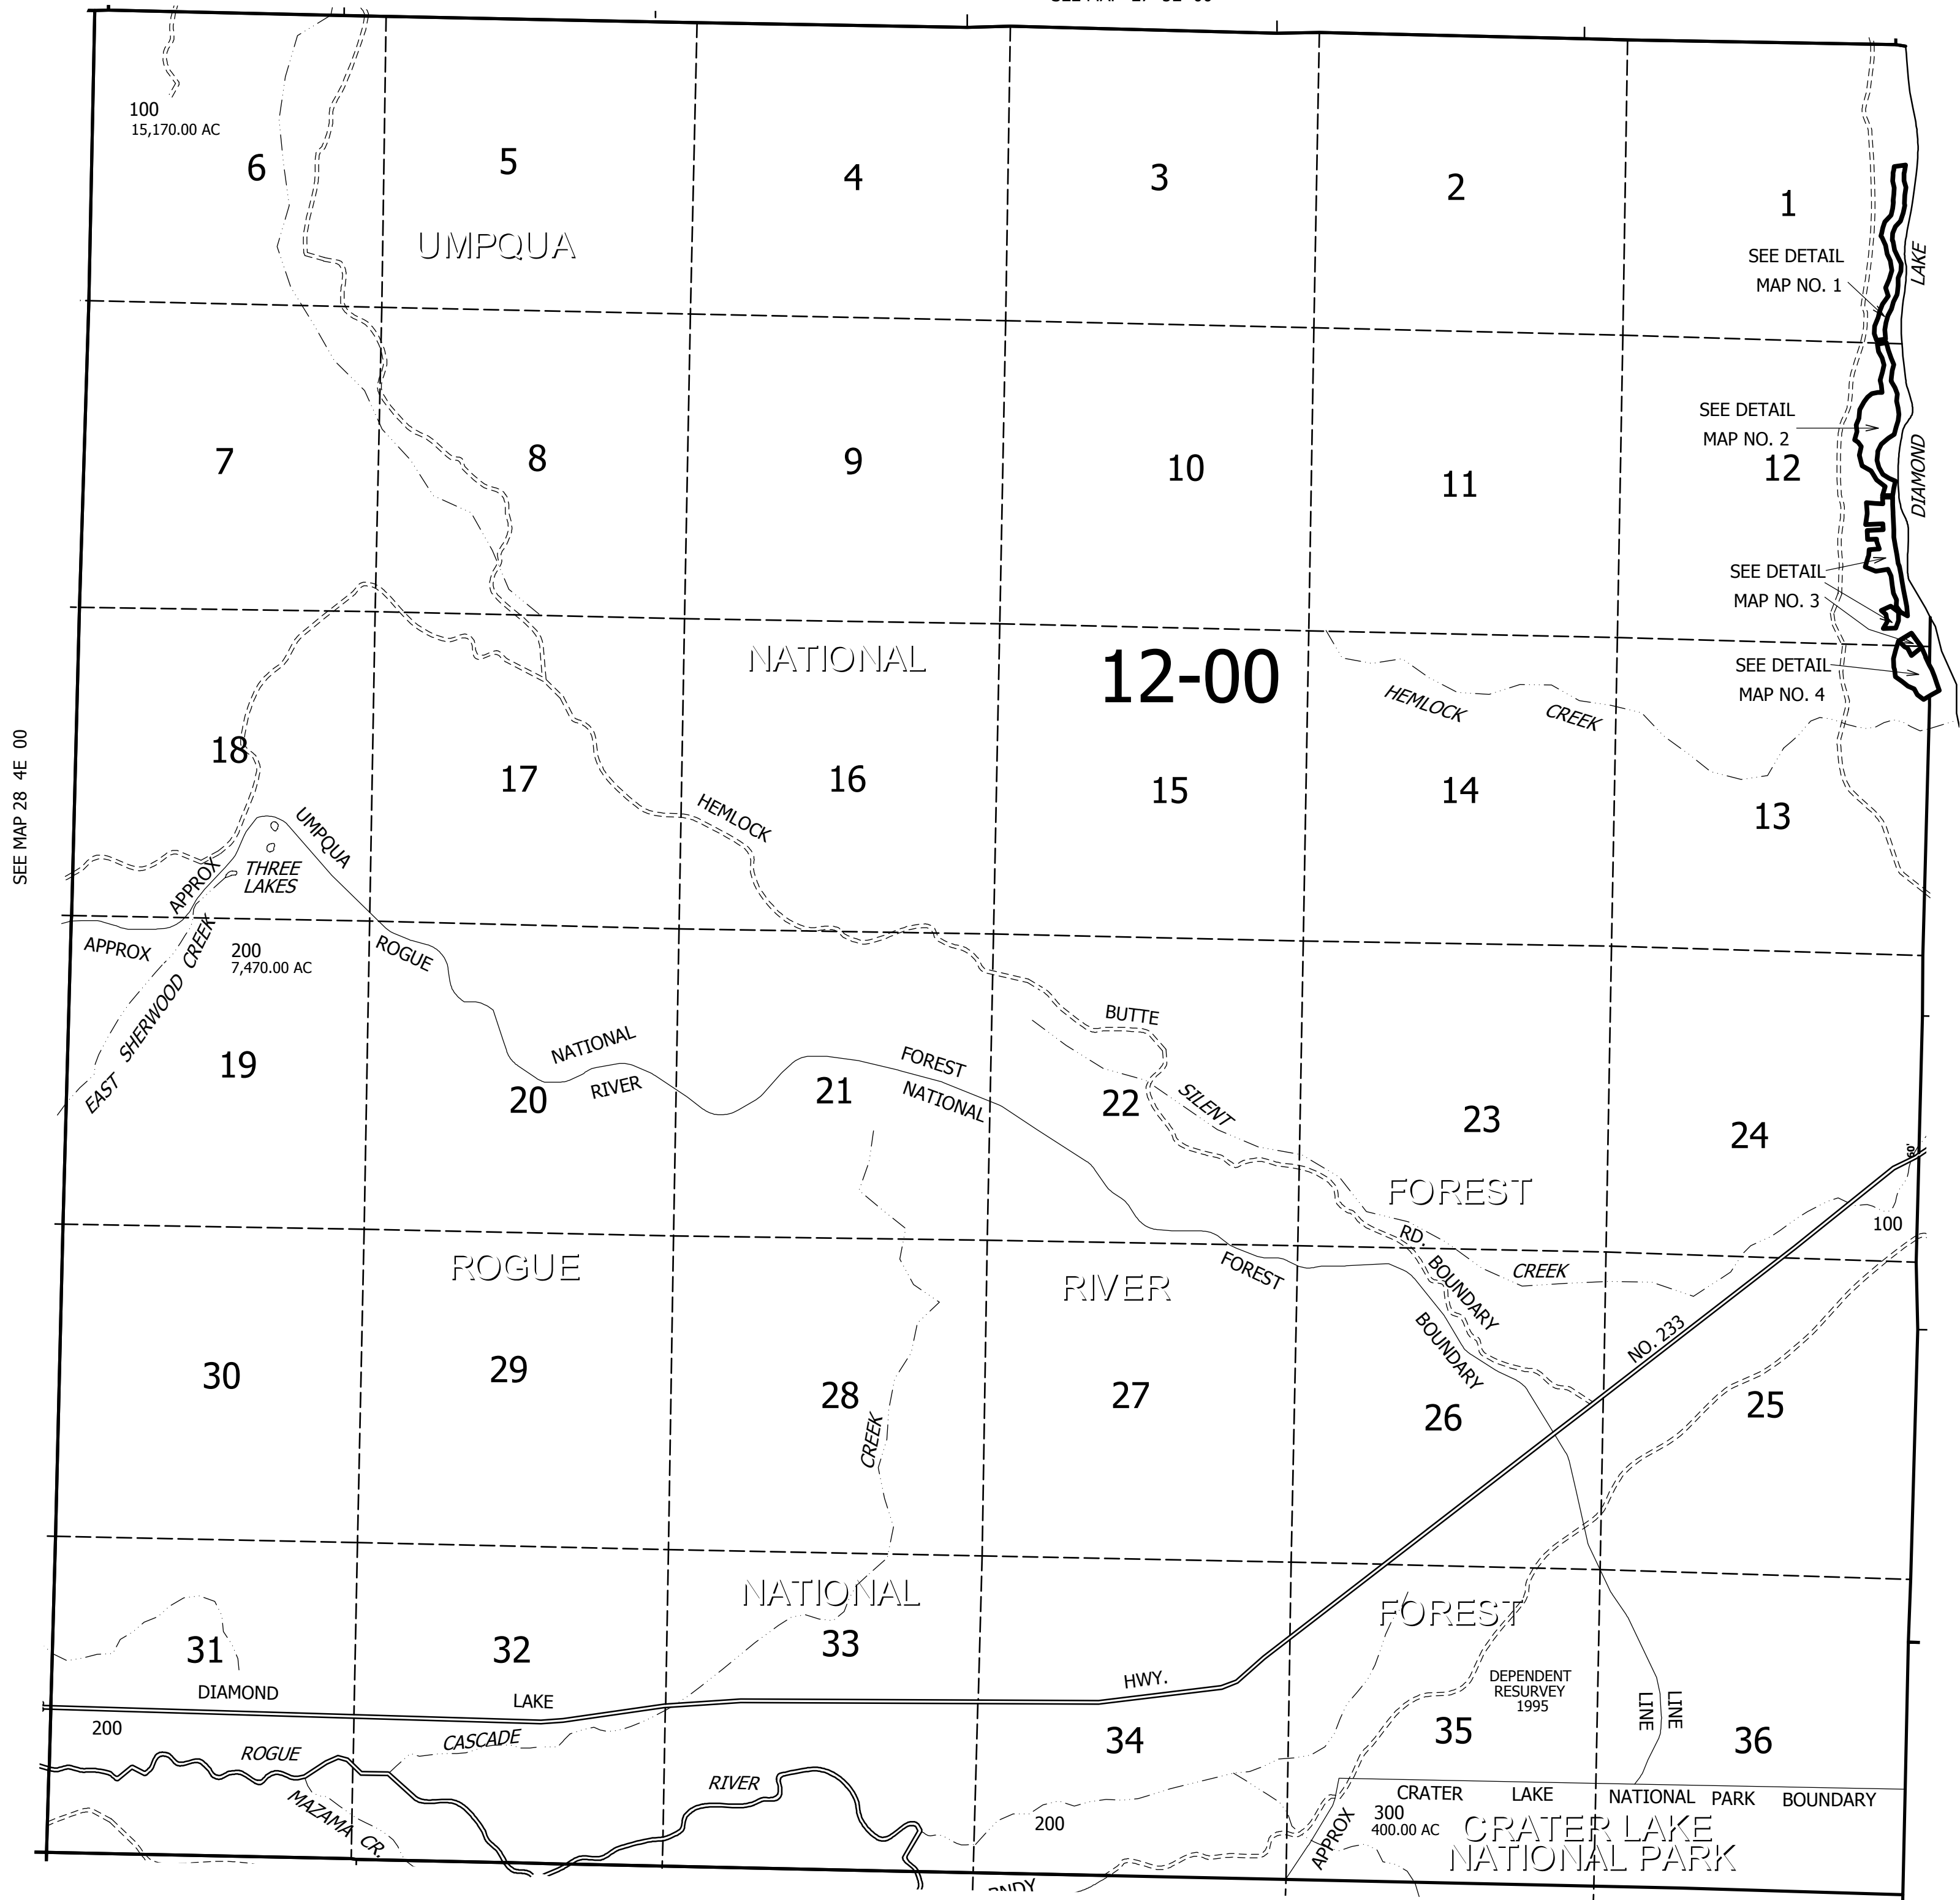 100
15,170.00 AC
6
5
4
3
2
1
UMPQUA
SEE DETAIL
MAP NO. 1
LAKE
SEE DETAIL
MAP NO. 2
DIAMOND
7
8
9
10
11
12
SEE DETAIL
MAP NO. 3
NATIONAL
12-00
SEE DETAIL
MAP NO. 4
HEMLOCK
CREEK
SEE MAP 28 4E 00
18
17
16
15
14
13
HEMLOCK
UMPQUA
THREE
LAKES
APPROX
APPROX
EAST SHERWOOD CREEK
200
7,470.00 AC
ROGUE
BUTTE
NATIONAL
RIVER
FOREST
NATIONAL
SILENT
19
20
21
22
23
24
60'
FOREST
100
ROGUE
RIVER
FOREST
RD.
BOUNDARY
CREEK
BOUNDARY
NO. 233
30
29
28
27
26
25
CREEK
NATIONAL
FOREST
31
32
33
DIAMOND
LAKE
HWY.
DEPENDENT
RESURVEY
1995
LINE
LINE
200
CASCADE
34
35
36
ROGUE
RIVER
MAZAMA CR.
200
CRATER LAKE NATIONAL PARK BOUNDARY
APPROX
300
400.00 AC
CRATER LAKE
NATIONAL PARK